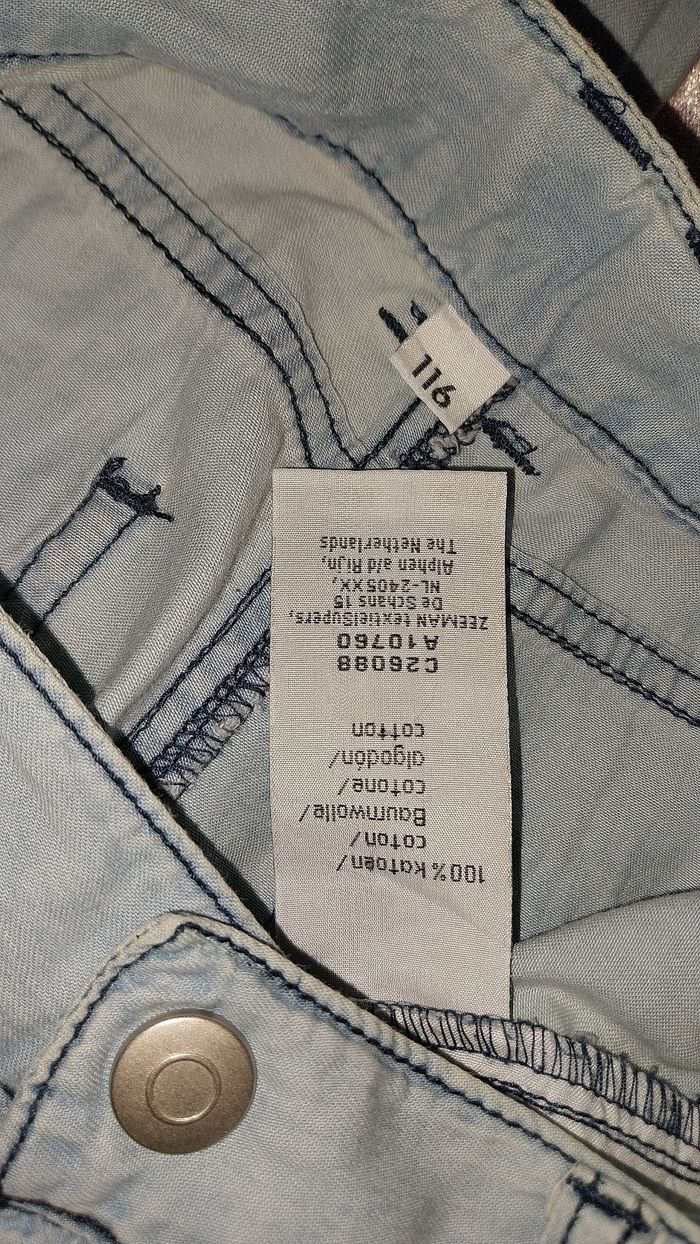 116
100% katoen/
coton/
Baumwolle/
cotone/
algodón/
cotton
C26088
A10760
ZEEMAN textielSupers,
De Schans 15
NL-2405XX,
Alphen a/d Rijn,
The Netherlands